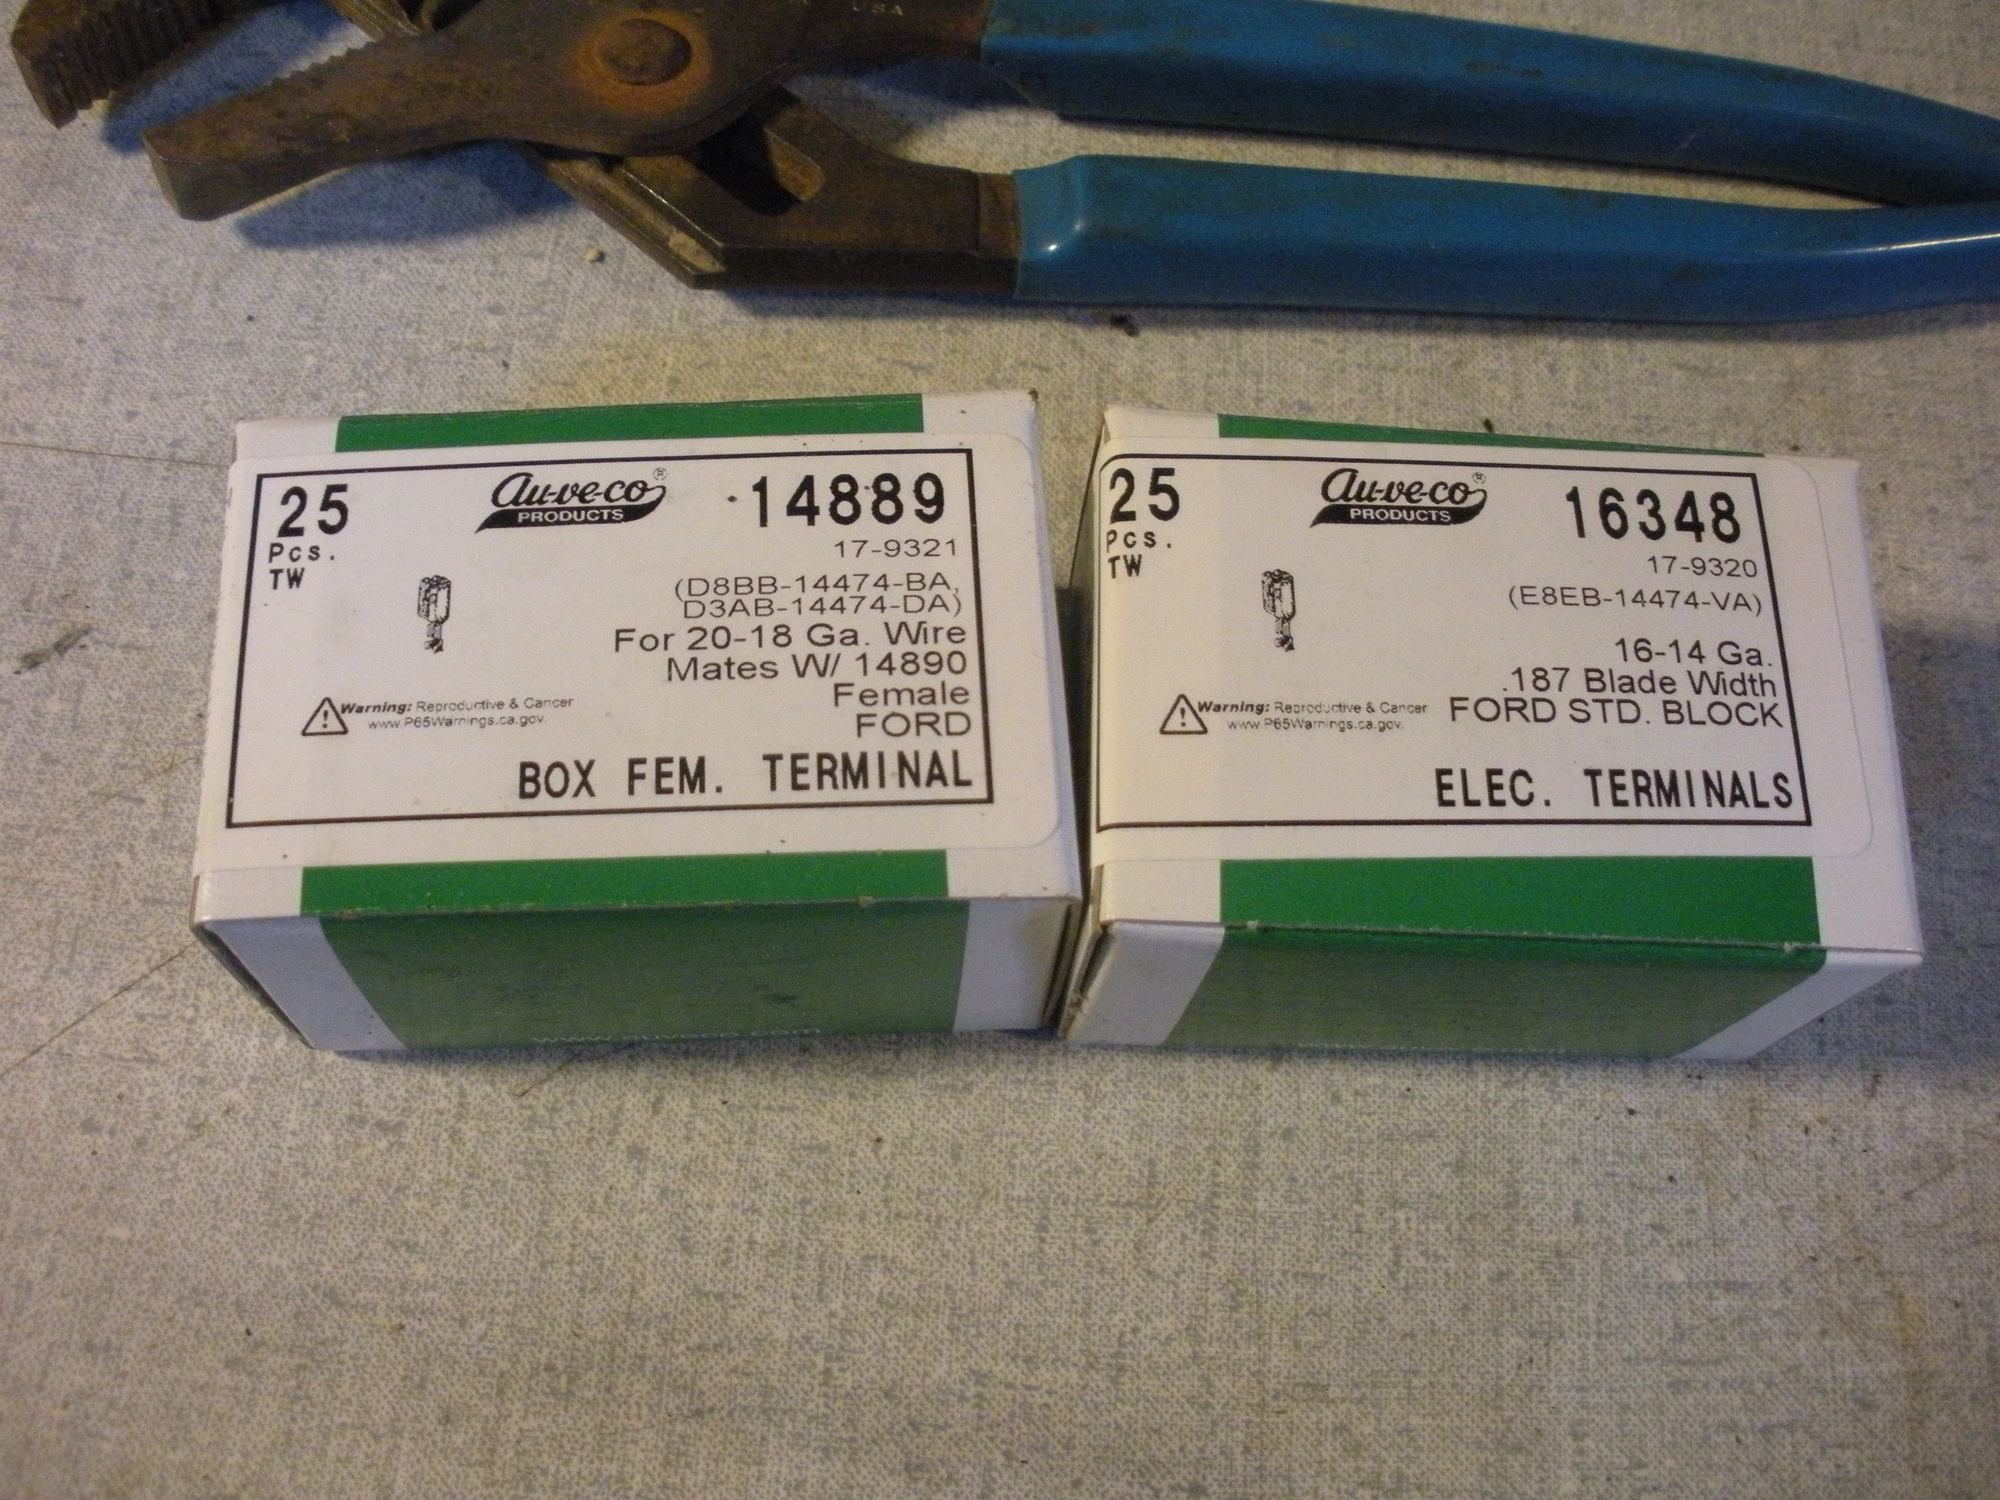 USA
25
Pcs.
TW
Au-ve-co®
PRODUCTS
14889
17-9321
(D8BB-14474-BA,
D3AB-14474-DA)
For 20-18 Ga. Wire
Mates W/ 14890
Female
FORD
Warning: Reproductive & Cancer
www.P65Warnings.ca.gov.
BOX FEM. TERMINAL
25
Pcs.
TW
Au-ve-co®
PRODUCTS
16348
17-9320
(E8EB-14474-VA)
16-14 Ga.
.187 Blade Width
FORD STD. BLOCK
Warning: Reproductive & Cancer
www.P65Warnings.ca.gov.
ELEC. TERMINALS